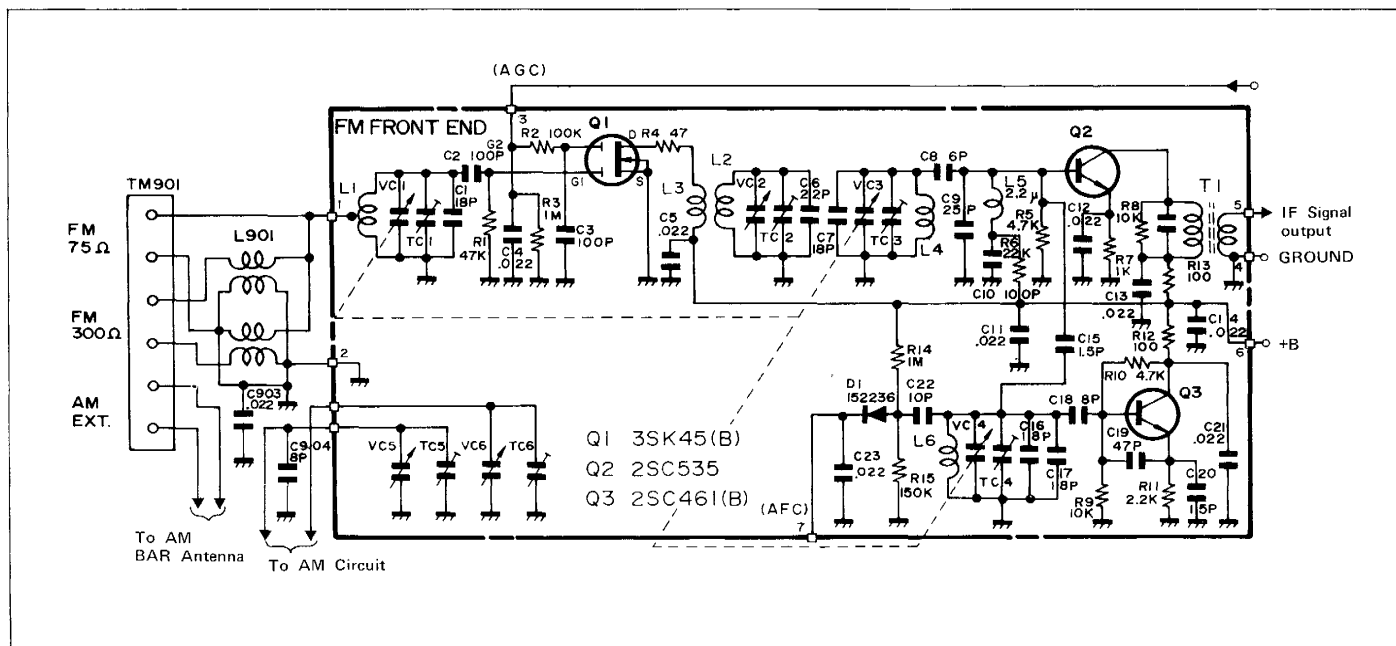 (AGC)
3
FM FRONT END
Q1
Q2
G2
R2 100K
D
R4 47
C2 100P
G1
S
L1
VC1
TC1
C1
18P
R1
47K
C4
.022
R3
1M
C3
100P
L3
L2
C5
.022
VC2
TC2
C6
22P
C7
18P
VC3
TC3
L4
C8 6P
C9
L5
2.2μ
R5
4.7K
R6
22K
C10 100P
C12
.022
R7
1K
R8
10K
T1
5
IF Signal
output
4
GROUND
R13
100
C13
.022
C14
.022
R12
100
6
+B
TM901
FM
75Ω
FM
300Ω
AM
EXT.
L901
1
2
C903
.022
C904
8P
VC5
TC5
VC6
TC6
Q1 3SK45(B)
Q2 2SC535
Q3 2SC461(B)
R14
1M
C11
.022
C15
1.5P
D1
1S2236
C22
10P
C23
.022
R15
150K
(AFC)
7
L6
VC4
TC4
C16
C17
18P
C18 8P
R10 4.7K
Q3
C19
47P
R9
10K
R11
2.2K
C20
1.5P
C21
.022
To AM
BAR Antenna
To AM Circuit